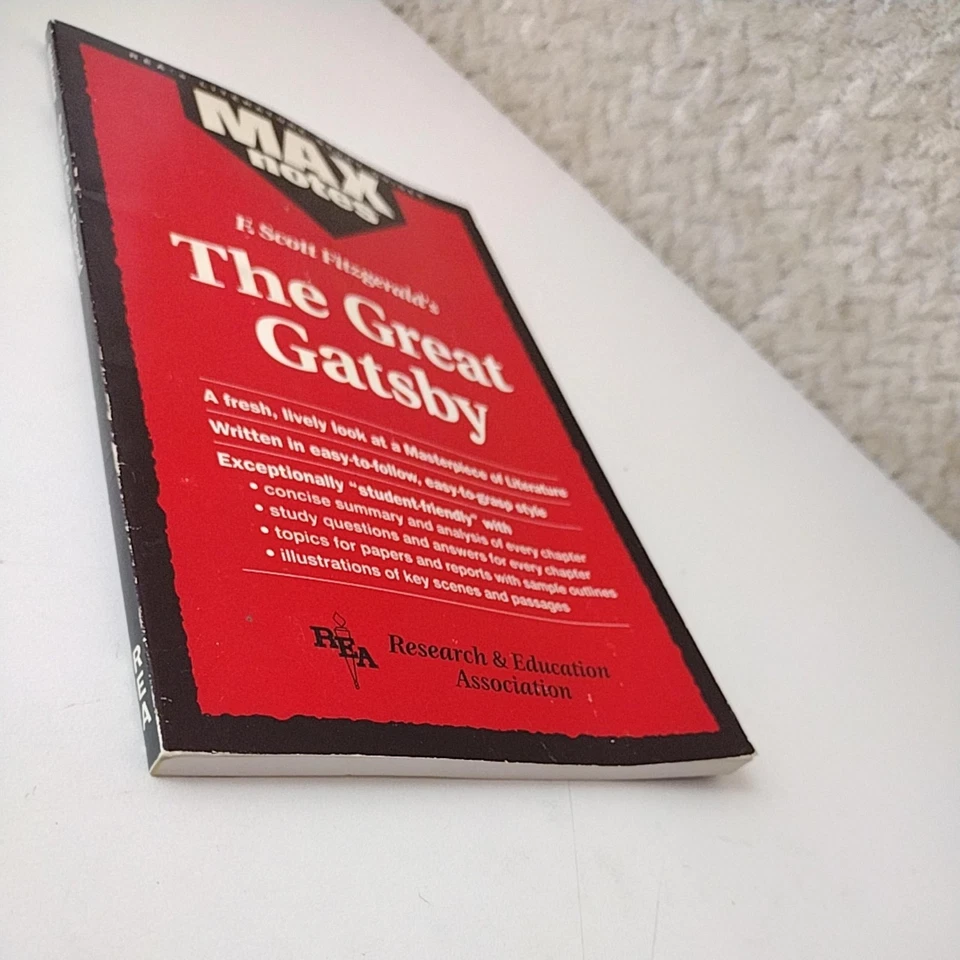 REA'S LITERATURE
MAX
notes
F. Scott Fitzgerald's
The Great
Gatsby
A fresh, lively look at a Masterpiece of Literature
Written in easy-to-follow, easy-to-grasp style
Exceptionally "student-friendly" with
• concise summary and analysis of every chapter
• study questions and answers for every chapter
• topics for papers and reports with sample outlines
• illustrations of key scenes and passages
REA
Research & Education
Association
REA